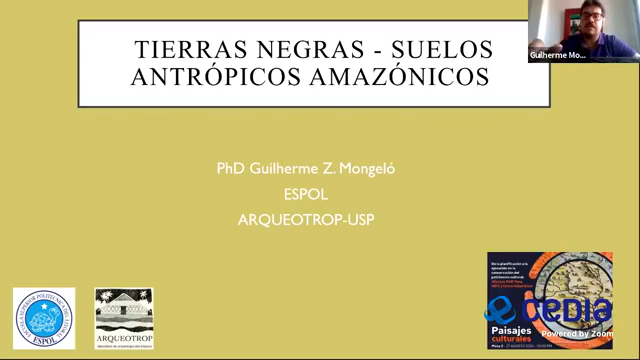 TIERRAS NEGRAS - SUELOS
ANTRÓPICOS AMAZÓNICOS
PhD Guilherme Z. Mongeló
ESPOL
ARQUEOTROP-USP
Guilherme Mo...
ESPOL
ARQUEOTROP
cedia
Paisajes
culturales
Powered by Zoom